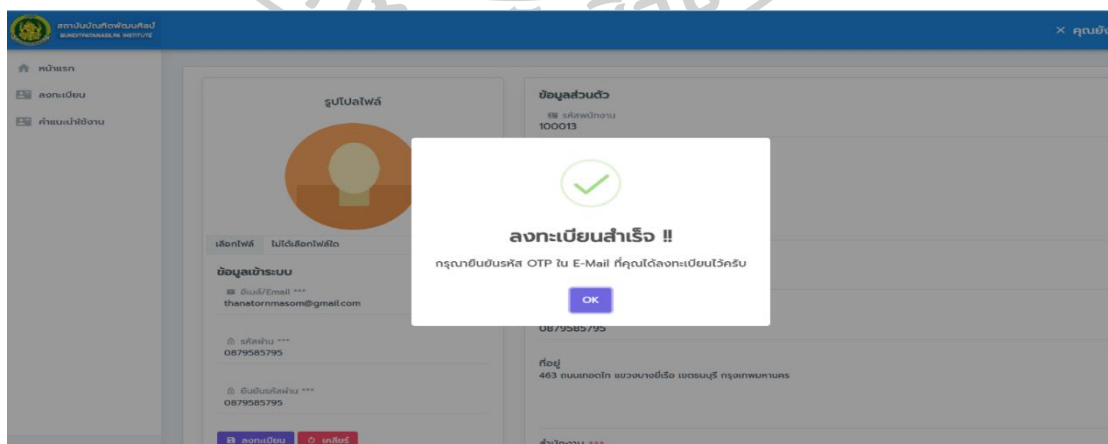 สถาบันบัณฑิตพัฒนศิลป์
BUNDITPATANASILPA INSTITUTE
× คุณยัง
หน้าแรก
ลงทะเบียน
คำแนะนำใช้งาน
รูปโปลไฟล์
เลือกไฟล์ ไม่ได้เลือกไฟล์ใด
ข้อมูลเข้าระบบ
อีเมล์/Email ***
thanatornmasom@gmail.com
รหัสผ่าน ***
0879585795
ยืนยันรหัสผ่าน ***
0879585795
ลงทะเบียน เคลียร์
ข้อมูลส่วนตัว
รหัสพนักงาน
100013
ลงทะเบียนสำเร็จ !!
กรุณายืนยันรหัส OTP ใน E-Mail ที่คุณได้ลงทะเบียนไว้ครับ
OK
0879585795
ที่อยู่
463 ถนนเทอดไท แขวงบางยี่เรือ เขตธนบุรี กรุงเทพมหานคร
สำนักงาน ***